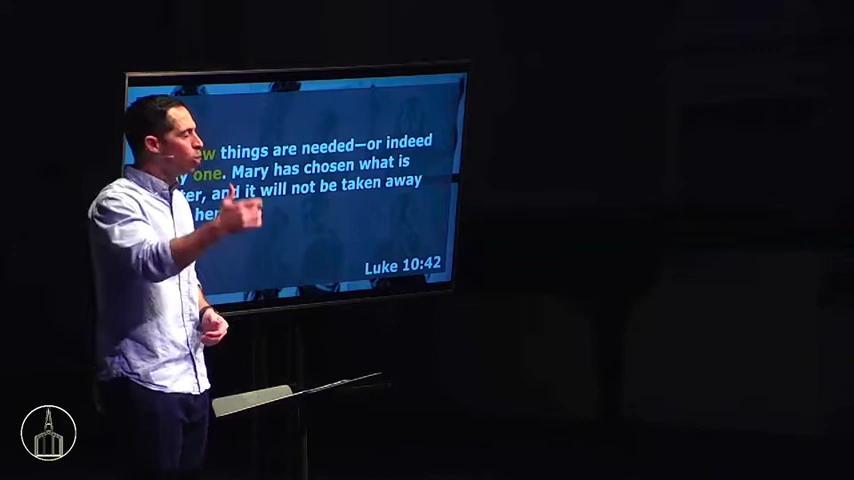 things are needed—or indeed
one. Mary has chosen what is
and it will not be taken away
Luke 10:42